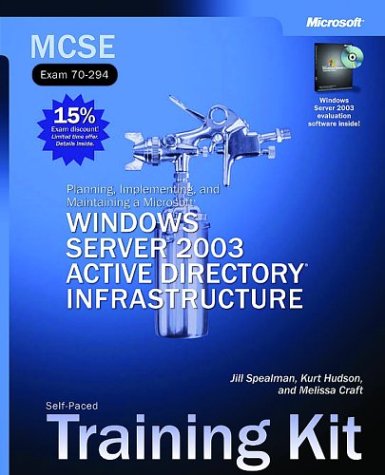 Microsoft
MCSE
Exam 70-294
15%
Exam discount!
Limited time offer.
Details inside.
Windows
Server 2003
evaluation
software inside!
Planning, Implementing, and
Maintaining a Microsoft
WINDOWS
SERVER 2003
ACTIVE DIRECTORY®
INFRASTRUCTURE
Jill Spealman, Kurt Hudson,
and Melissa Craft
Self-Paced
Training Kit